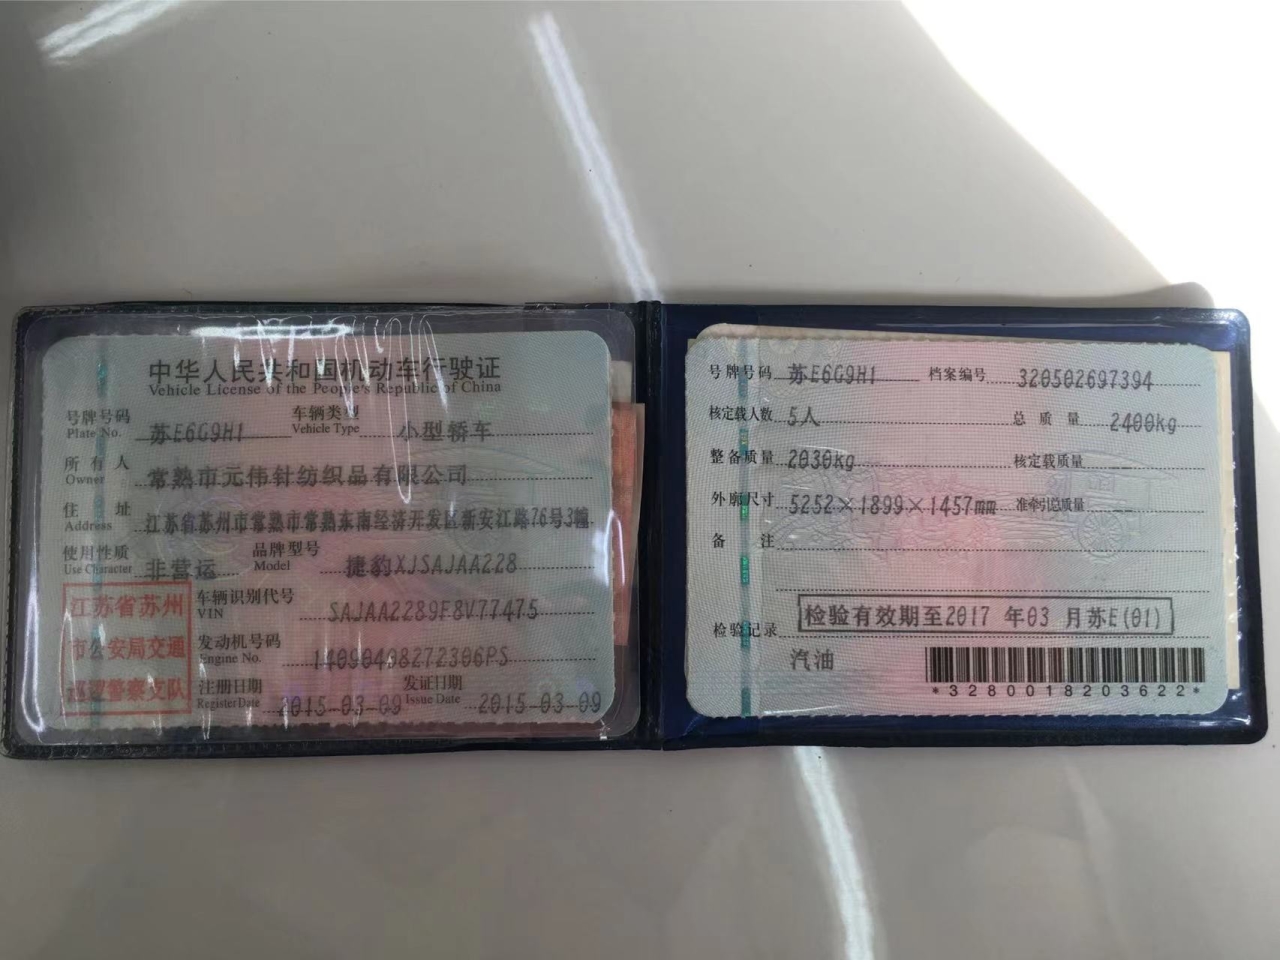 中华人民共和国机动车行驶证
Vehicle License of the People's Republic of China
号牌号码 Plate No. 苏E6G9H1 车辆类型 Vehicle Type 小型轿车
所有人 Owner 常熟市元伟针纺织品有限公司
住址 Address 江苏省苏州市常熟市常熟东南经济开发区新安江路76号3幢
使用性质 Use Character 非营运 品牌型号 Model 捷豹XJSAJAA228
车辆识别代号 VIN SAJAA2289F8V77475
发动机号码 Engine No. 14090408272306PS
注册日期 Register Date 2015-03-09 发证日期 Issue Date 2015-03-09
江苏省苏州
市公安局交通
巡逻警察支队
号牌号码 苏E6G9H1 档案编号 320502697394
核定载人数 5人 总质量 2400kg
整备质量 2030kg 核定载质量 --
外廓尺寸 5252×1899×1457mm 准牵引总质量 --
备注
检验记录 检验有效期至2017 年03 月苏E(01)
汽油
*3280018203622*